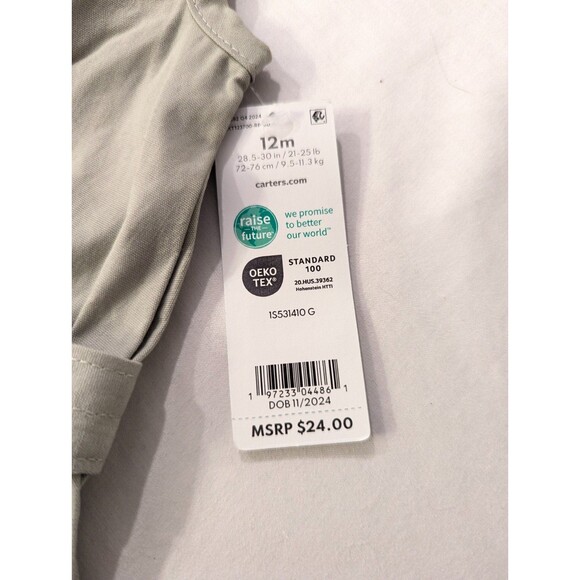 12m
28.5-30 in / 21-25 lb
72-76 cm / 9.5-11.3 kg
carters.com
raise
THE
future
we promise
to better
our world™
OEKO
TEX®
STANDARD
100
20.HUS.39362
Hohenstein HTTI
1S531410 G
1 97233 04486 1
DOB 11/2024
MSRP $24.00